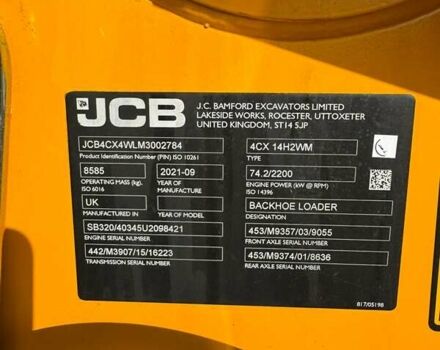 JCB
J.C. BAMFORD EXCAVATORS LIMITED
LAKESIDE WORKS, ROCESTER, UTTOXETER
UNITED KINGDOM, ST14 5JP
JCB4CX4WLM3002784
Product Identification Number (PIN) ISO 10261
4CX 14H2WM
TYPE
8585
OPERATING MASS (kg),
ISO 6016
2021-09
YEAR OF
MANUFACTURE
74.2/2200
ENGINE POWER (kW @ RPM)
ISO 14396
UK
MANUFACTURED IN
YEAR OF MODEL
BACKHOE LOADER
DESIGNATION
SB320/40345U2098421
ENGINE SERIAL NUMBER
453/M9357/03/9055
FRONT AXLE SERIAL NUMBER
442/M3907/15/16223
TRANSMISSION SERIAL NUMBER
453/M9374/01/8636
REAR AXLE SERIAL NUMBER
817/05198